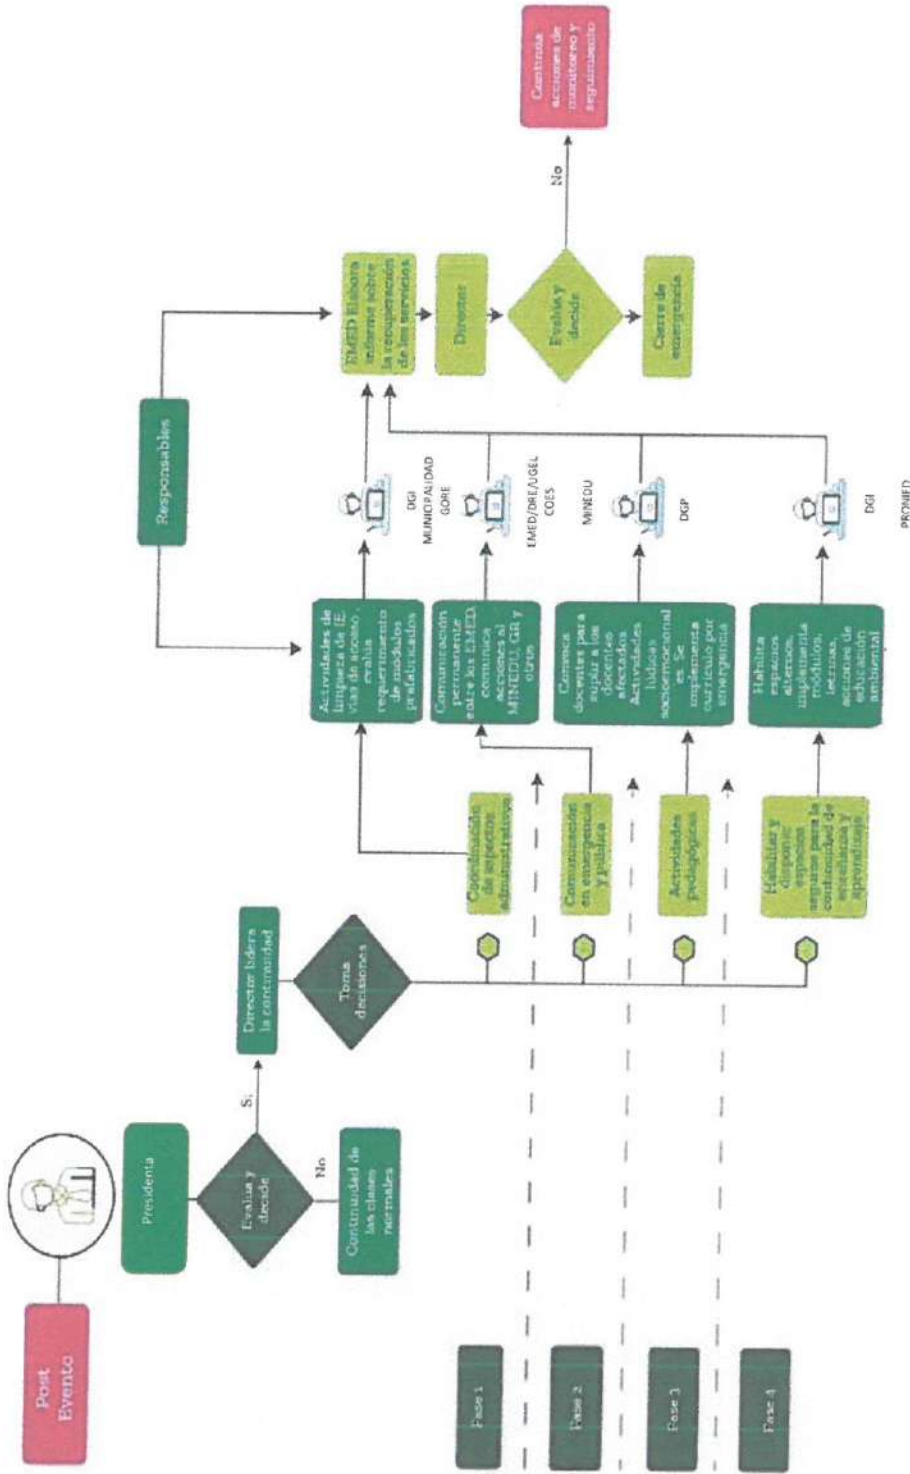 Post
Evento
Presidenta
Evalua y
decide
Si
No
Continuidad de
las clases
normales
Director lidera
la continuidad
Toma
decisiones
Responsables
Fase 1
Coordinación
de aspectos
administrativos
Actividades de
limpieza de IE,
vías de acceso,
evalúa
requerimiento
de módulos
prefabricados
DGI
MUNICIPALIDAD
GORE
Fase 2
Comunicación
en emergencia
y pública
Comunicación
permanente
entre los EMED,
comunica
acciones al
MINEDU, GR y
otros
EMED/DRE/UGEL
COES
MINEDU
Fase 3
Actividades
pedagógicas
Convoca
docentes para
suplir a los
docentes
afectados
Actividades
lúdicas,
socioemocional
es. Se
implementa
currículo por
emergencia
DGP
Fase 4
Habilitar y
disponer
espacios
seguros para la
continuidad de
enseñanza y
aprendizaje
Habilita
espacios
alternos,
implementa
módulos,
letrinas,
acciones de
educación
ambiental
DGI
PRONIED
EMED Elabora
informe sobre
la recuperación
de los servicios
Director
Evalua y
decide
No
Continúa
acciones de
monitoreo y
seguimiento
Cierre de
emergencia